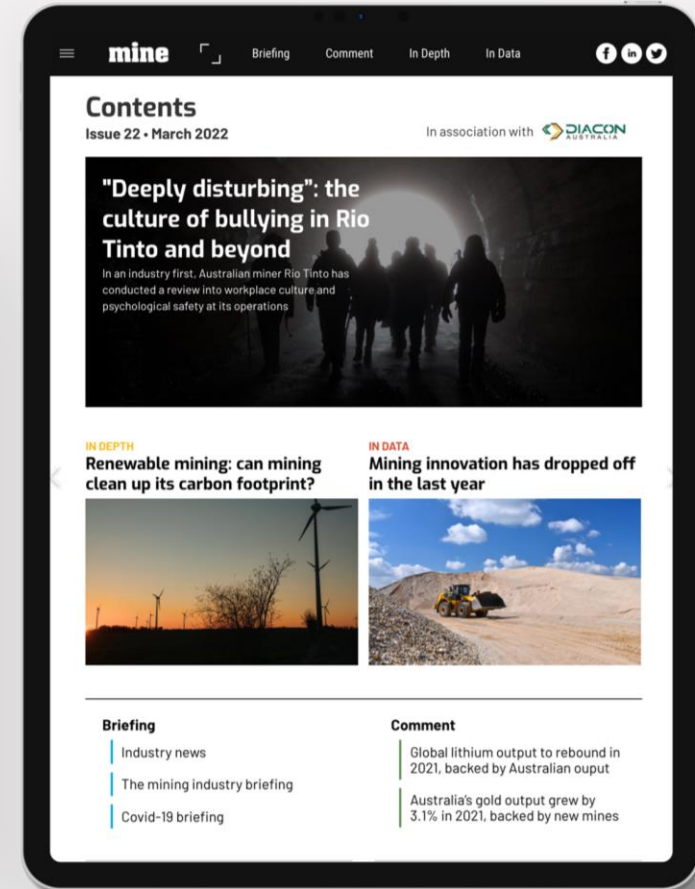 mine
Briefing
Comment
In Depth
In Data
f
in
Contents
Issue 22 • March 2022
In association with
DIACON
AUSTRALIA
"Deeply disturbing”: the
culture of bullying in Rio
Tinto and beyond
In an industry first, Australian miner Rio Tinto has
conducted a review into workplace culture and
psychological safety at its operations
IN DEPTH
Renewable mining: can mining
clean up its carbon footprint?
IN DATA
Mining innovation has dropped off
in the last year
Briefing
Industry news
The mining industry briefing
Covid-19 briefing
Comment
Global lithium output to rebound in
2021, backed by Australian ouput
Australia’s gold output grew by
3.1% in 2021, backed by new mines